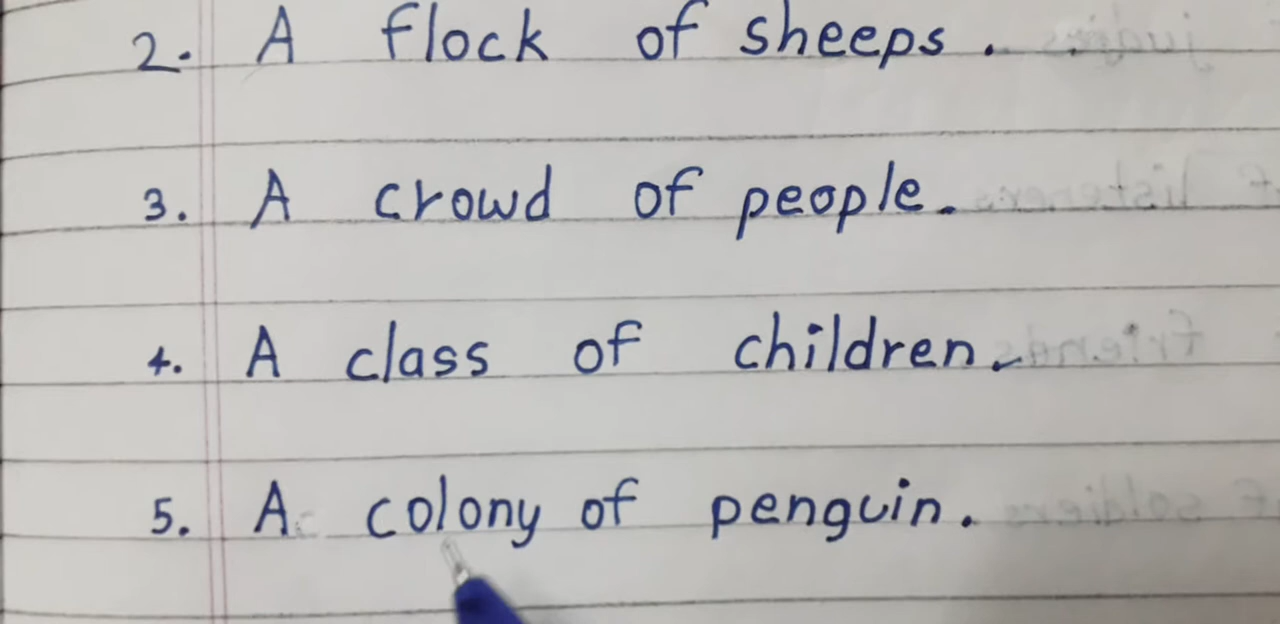 2. A flock of sheeps.
3. A crowd of people.
4. A class of children.
5. A colony of penguin.